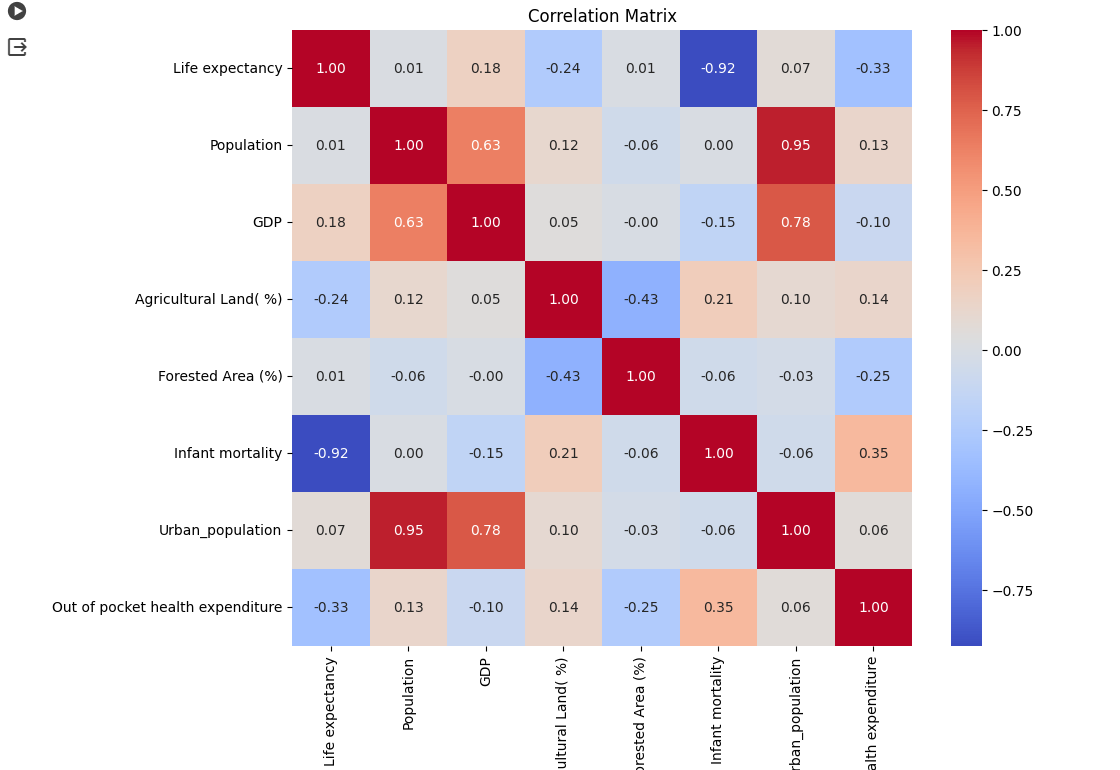 Correlation Matrix
Life expectancy 1.00 0.01 0.18 -0.24 0.01 -0.92 0.07 -0.33
Population 0.01 1.00 0.63 0.12 -0.06 0.00 0.95 0.13
GDP 0.18 0.63 1.00 0.05 -0.00 -0.15 0.78 -0.10
Agricultural Land( %) -0.24 0.12 0.05 1.00 -0.43 0.21 0.10 0.14
Forested Area (%) 0.01 -0.06 -0.00 -0.43 1.00 -0.06 -0.03 -0.25
Infant mortality -0.92 0.00 -0.15 0.21 -0.06 1.00 -0.06 0.35
Urban_population 0.07 0.95 0.78 0.10 -0.03 -0.06 1.00 0.06
Out of pocket health expenditure -0.33 0.13 -0.10 0.14 -0.25 0.35 0.06 1.00
Life expectancy
Population
GDP
ultural Land( %)
orested Area (%)
Infant mortality
rban_population
alth expenditure
1.00
0.75
0.50
0.25
0.00
−0.25
−0.50
−0.75